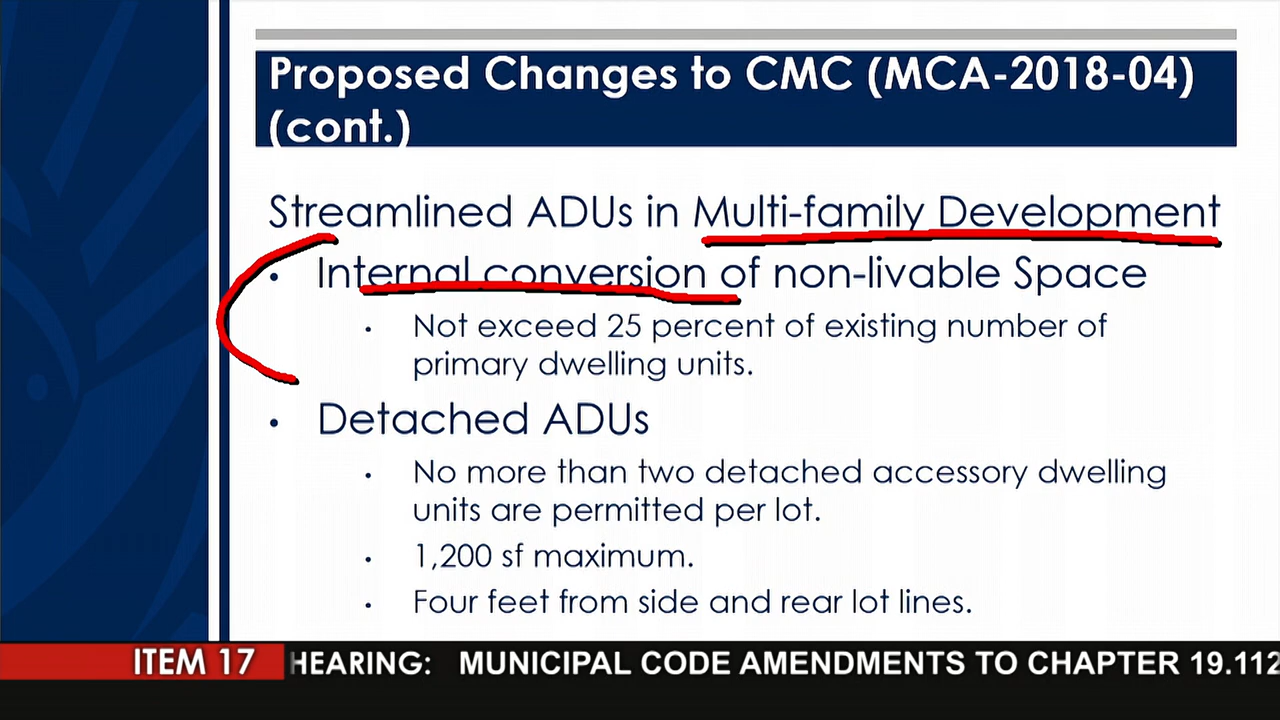 Proposed Changes to CMC (MCA-2018-04)
(cont.)
Streamlined ADUs in Multi-family Development
• Internal conversion of non-livable Space
• Not exceed 25 percent of existing number of
primary dwelling units.
• Detached ADUs
• No more than two detached accessory dwelling
units are permitted per lot.
• 1,200 sf maximum.
• Four feet from side and rear lot lines.
ITEM 17 HEARING: MUNICIPAL CODE AMENDMENTS TO CHAPTER 19.112